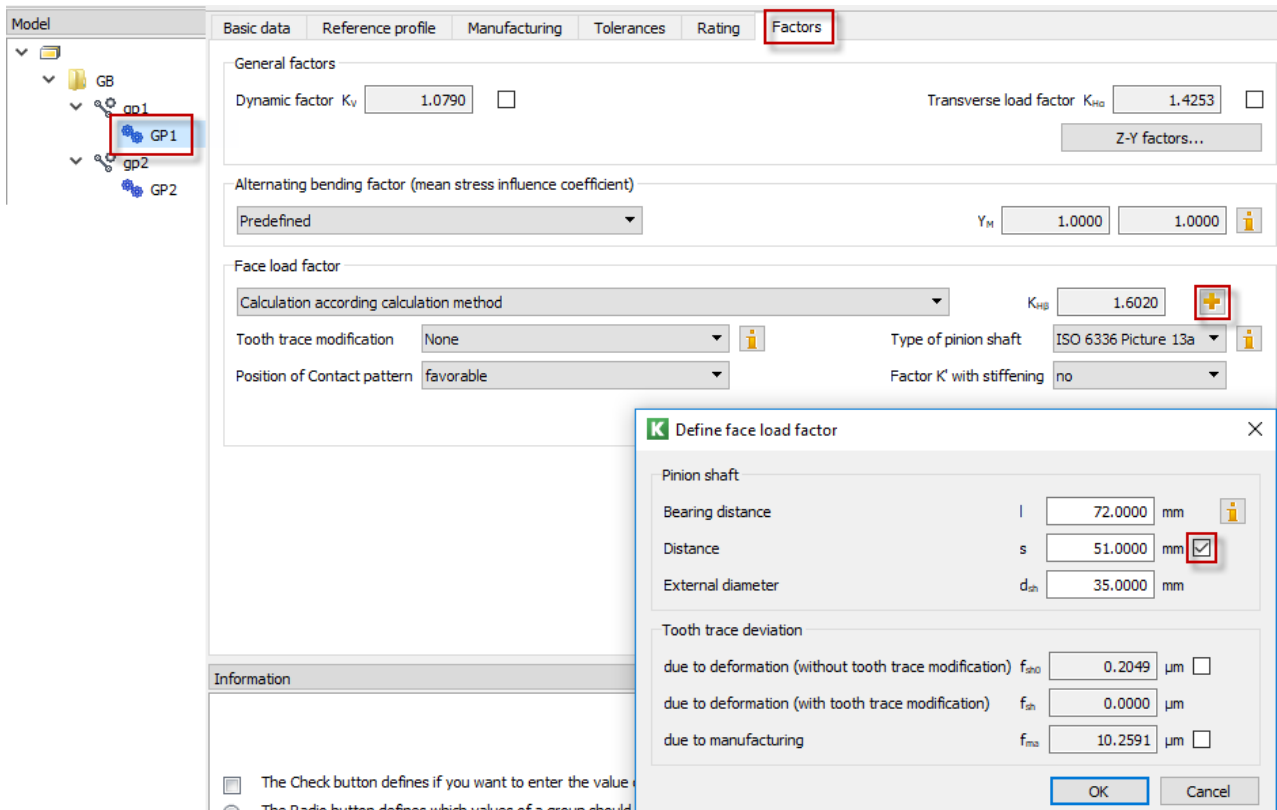 Model
GB
gp1
GP1
gp2
GP2
Basic data Reference profile Manufacturing Tolerances Rating Factors
General factors
Dynamic factor Kᵥ 1.0790 Transverse load factor K_Hα 1.4253
Z-Y factors...
Alternating bending factor (mean stress influence coefficient)
Predefined Y_M 1.0000 1.0000
Face load factor
Calculation according calculation method K_Hβ 1.6020
Tooth trace modification None Type of pinion shaft ISO 6336 Picture 13a
Position of Contact pattern favorable Factor K' with stiffening no
K Define face load factor
Pinion shaft
Bearing distance l 72.0000 mm
Distance s 51.0000 mm
External diameter d_sh 35.0000 mm
Tooth trace deviation
due to deformation (without tooth trace modification) f_sh0 0.2049 µm
due to deformation (with tooth trace modification) f_sh 0.0000 µm
due to manufacturing f_ma 10.2591 µm
OK Cancel
Information
The Check button defines if you want to enter the value
The Radio button defines which values of a group should